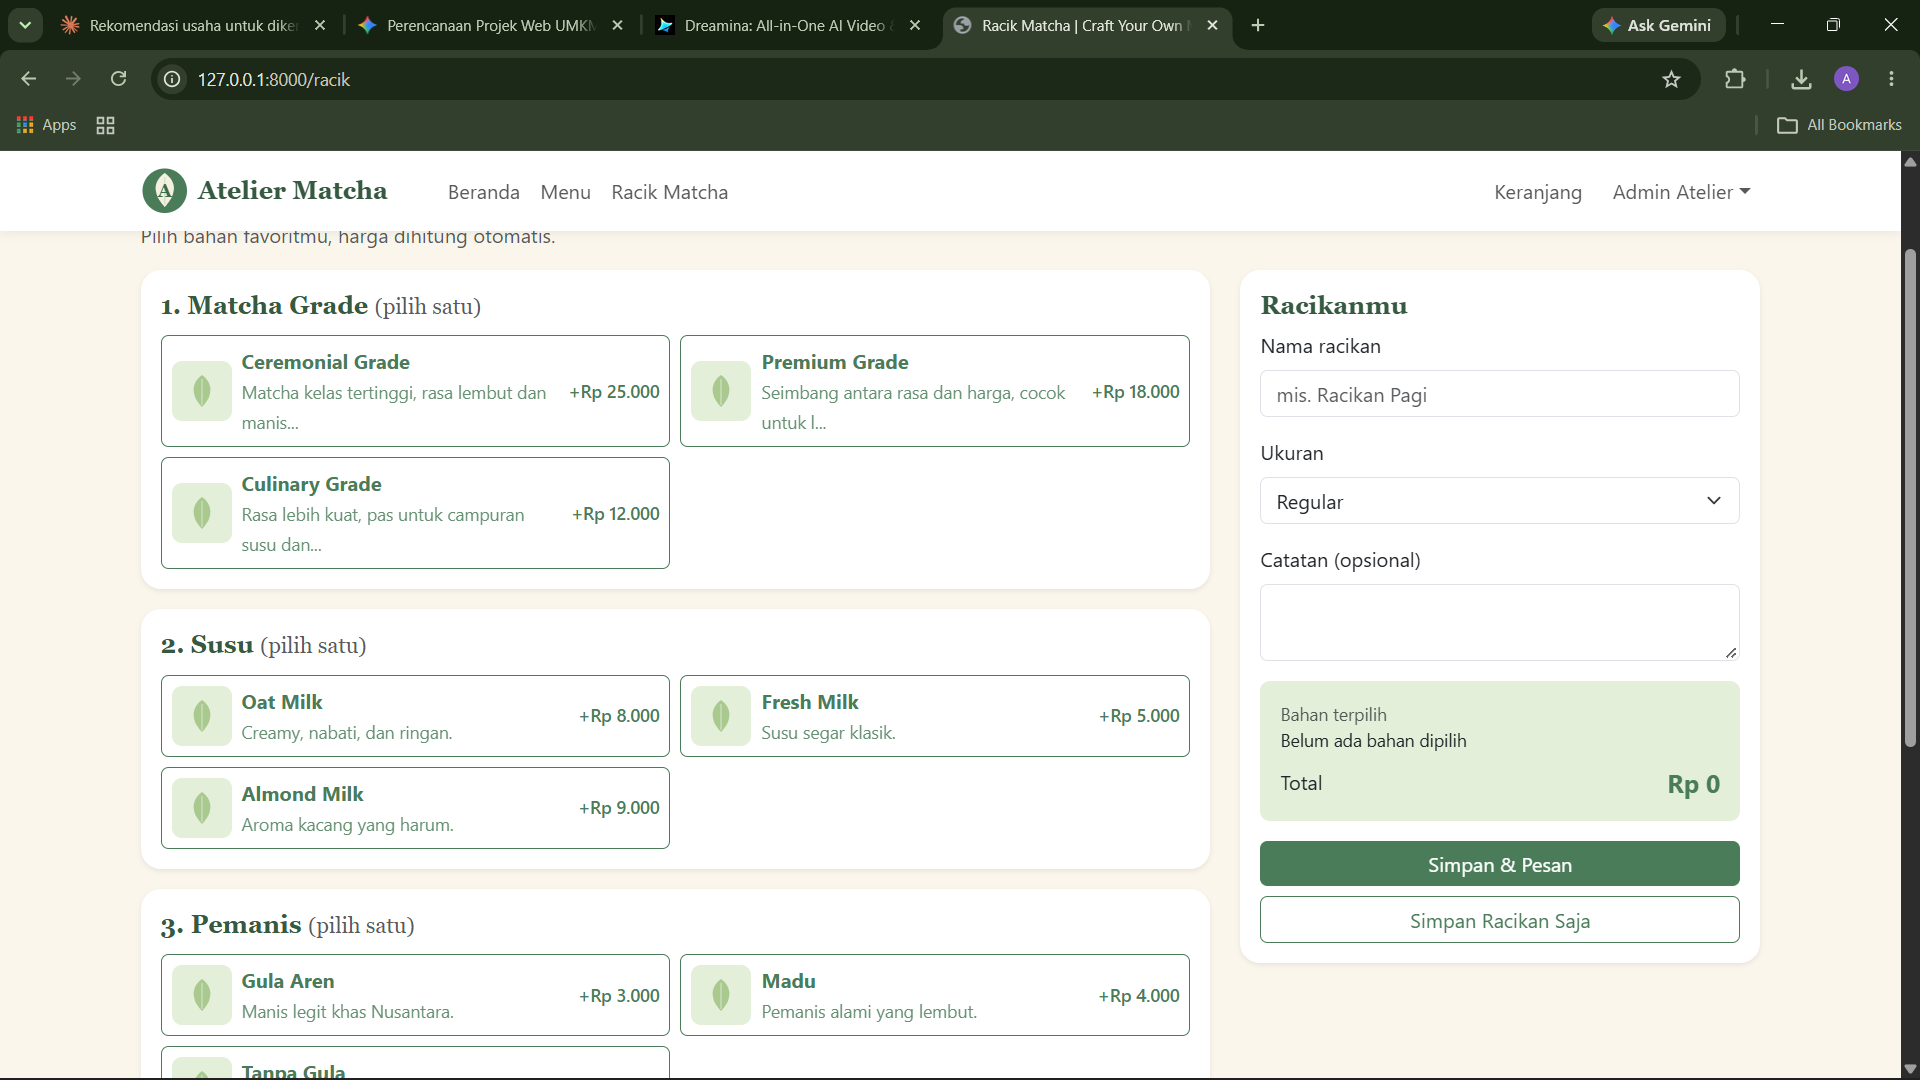 Rekomendasi usaha untuk diker
Perencanaan Projek Web UMKM
Dreamina: All-in-One AI Video
Racik Matcha | Craft Your Own
Ask Gemini
127.0.0.1:8000/racik
A
Apps
All Bookmarks
A
Atelier Matcha
Beranda
Menu
Racik Matcha
Keranjang
Admin Atelier
Pilih bahan favoritmu, harga dihitung otomatis.
1. Matcha Grade (pilih satu)
Ceremonial Grade
Matcha kelas tertinggi, rasa lembut dan
manis...
+Rp 25.000
Premium Grade
Seimbang antara rasa dan harga, cocok
untuk l...
+Rp 18.000
Culinary Grade
Rasa lebih kuat, pas untuk campuran
susu dan...
+Rp 12.000
2. Susu (pilih satu)
Oat Milk
Creamy, nabati, dan ringan.
+Rp 8.000
Fresh Milk
Susu segar klasik.
+Rp 5.000
Almond Milk
Aroma kacang yang harum.
+Rp 9.000
3. Pemanis (pilih satu)
Gula Aren
Manis legit khas Nusantara.
+Rp 3.000
Madu
Pemanis alami yang lembut.
+Rp 4.000
Tanpa Gula
Racikanmu
Nama racikan
mis. Racikan Pagi
Ukuran
Regular
Catatan (opsional)
Bahan terpilih
Belum ada bahan dipilih
Total
Rp 0
Simpan & Pesan
Simpan Racikan Saja